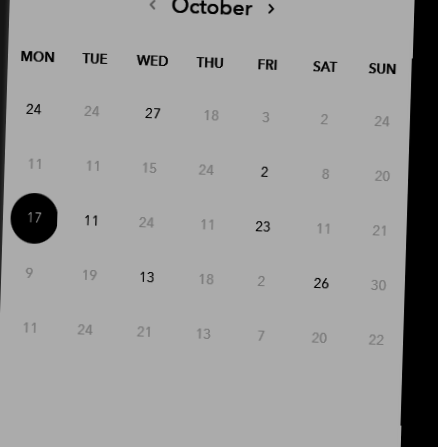 ‹ October ›
MON TUE WED THU FRI SAT SUN
24 24 27 18 3 2 24
11 11 15 24 2 8 20
17 11 24 11 23 11 21
9 19 13 18 2 26 30
11 24 21 13 7 20 22